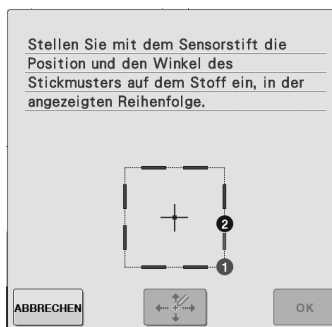 Stellen Sie mit dem Sensorstift die
Position und den Winkel des
Stickmusters auf dem Stoff ein, in der
angezeigten Reihenfolge.
2
1
ABBRECHEN
OK